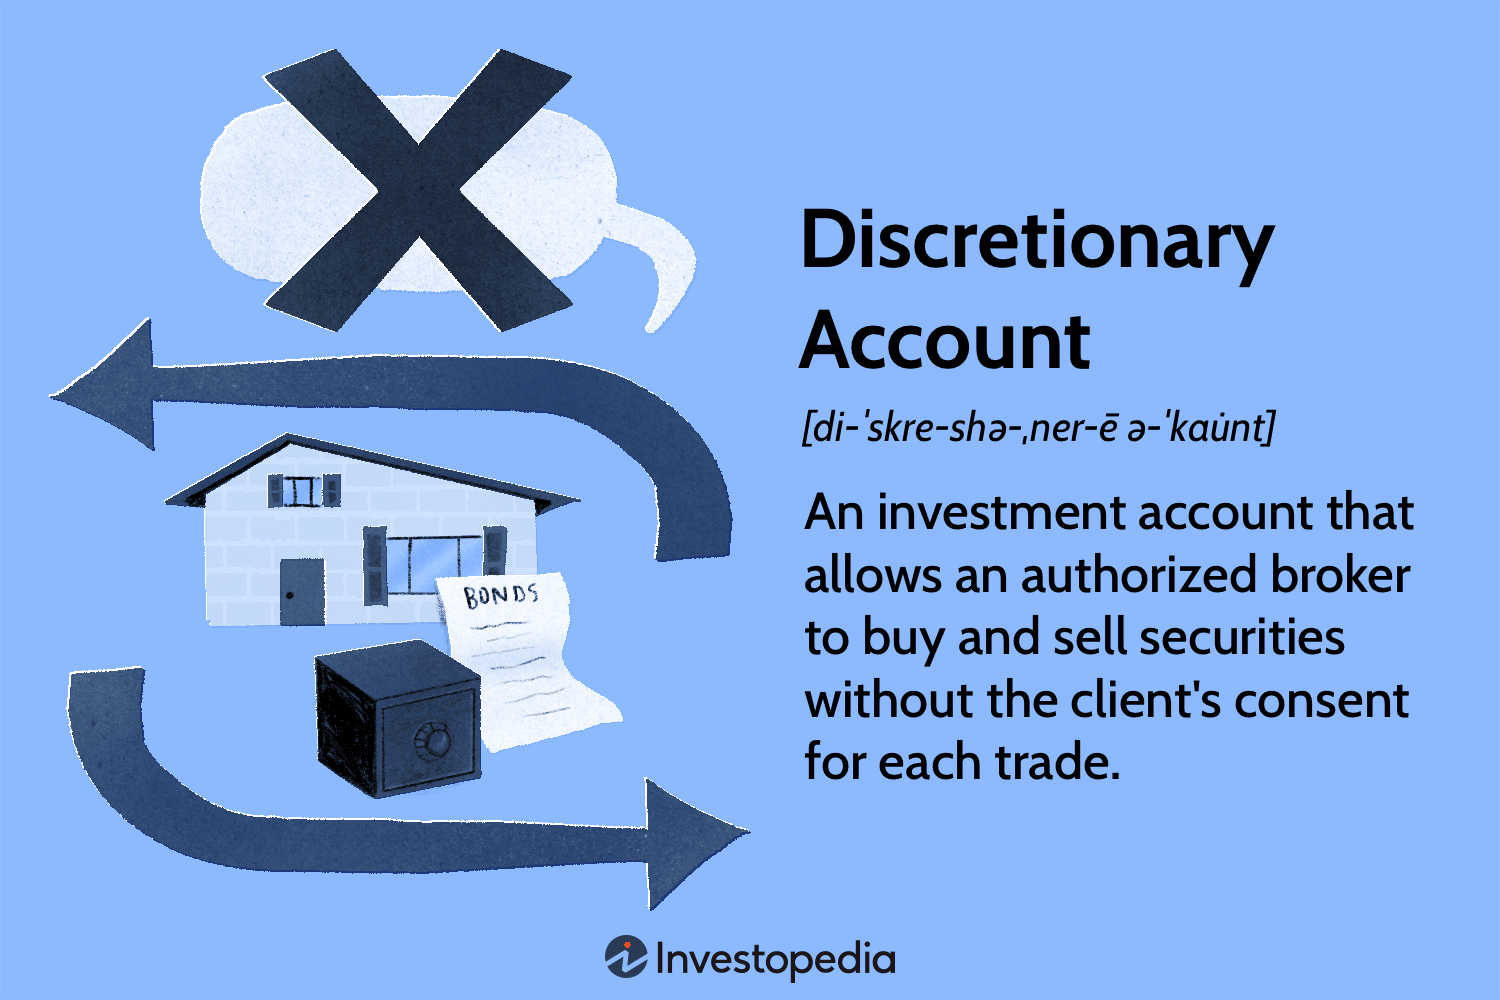 Discretionary
Account
[di-ˈskre-shə-ˌner-ē ə-ˈkau̇nt]
An investment account that
allows an authorized broker
to buy and sell securities
without the client's consent
for each trade.
BONDS
Investopedia